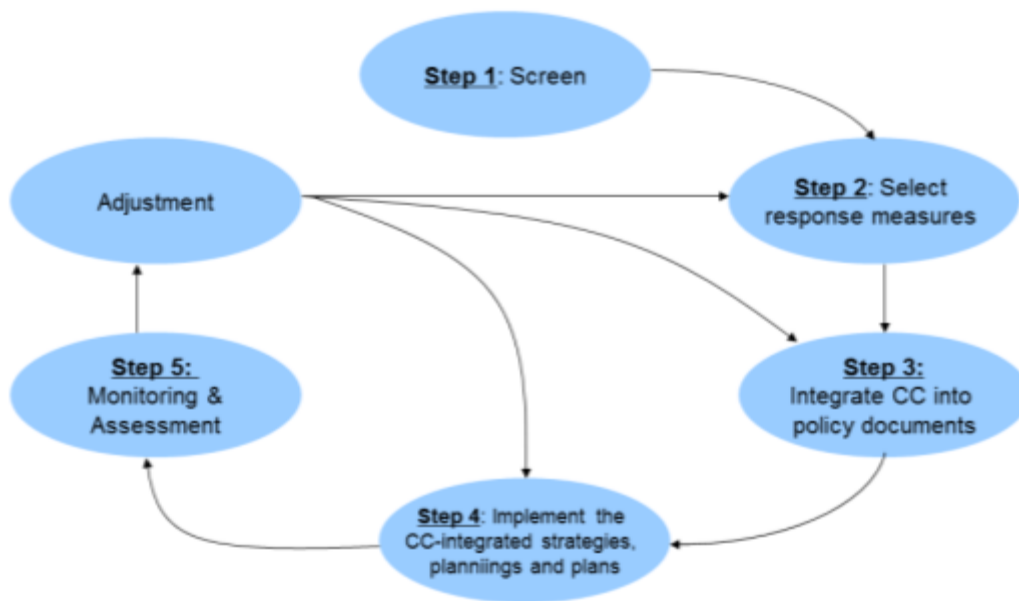 Step 1: Screen
Step 2: Select
response measures
Adjustment
Step 3:
Integrate CC into
policy documents
Step 5:
Monitoring &
Assessment
Step 4: Implement the
CC-integrated strategies,
planniings and plans